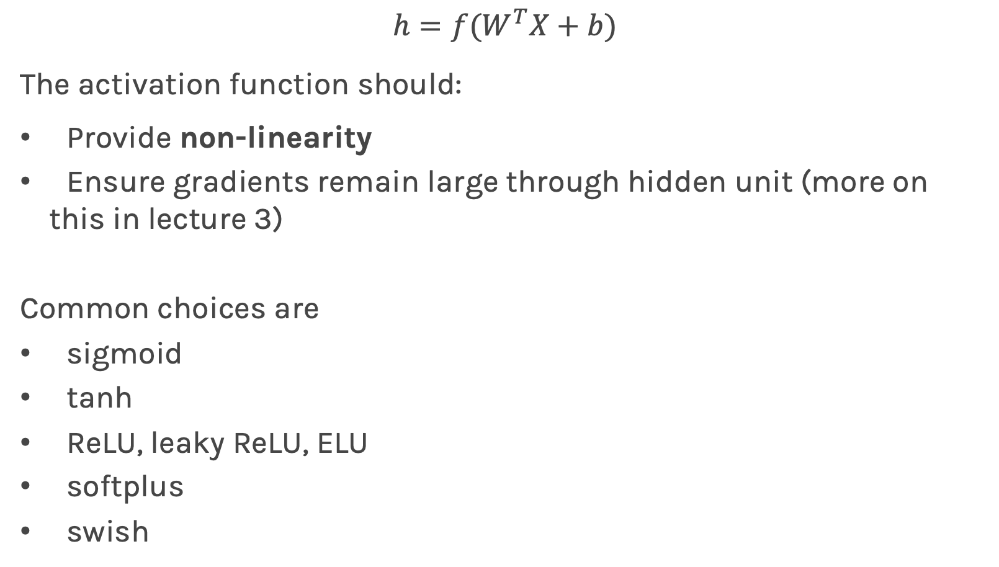 h = f(WᵀX + b)
The activation function should:
• Provide non-linearity
• Ensure gradients remain large through hidden unit (more on
this in lecture 3)
Common choices are
• sigmoid
• tanh
• ReLU, leaky ReLU, ELU
• softplus
• swish